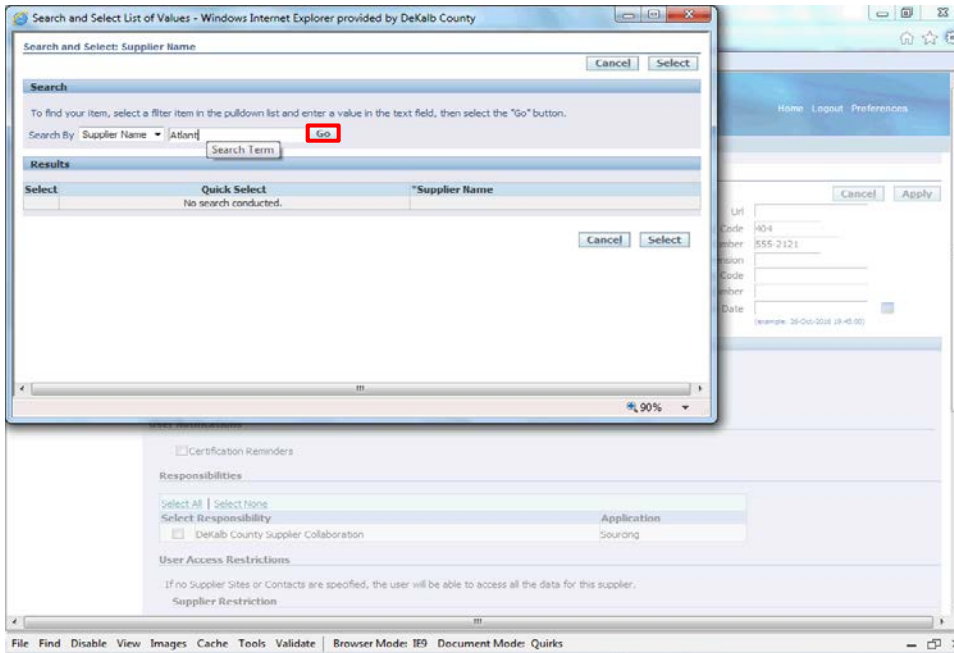 Search and Select List of Values - Windows Internet Explorer provided by DeKalb County
Search and Select: Supplier Name
Cancel Select
Search
To find your item, select a filter item in the pulldown list and enter a value in the text field, then select the "Go" button.
Search By Supplier Name Atlant Go
Search Term
Results
Select Quick Select *Supplier Name
No search conducted.
Cancel Select
90%
Home Logout Preferences
Cancel Apply
Url
Code 404
mber 555-2121
ension
Code
mber
Date
(example: 26-Oct-2016 19:45:00)
User Notifications
Certification Reminders
Responsibilities
Select All | Select None
Select Responsibility Application
DeKalb County Supplier Collaboration Sourcing
User Access Restrictions
If no Supplier Sites or Contacts are specified, the user will be able to access all the data for this supplier.
Supplier Restriction
File Find Disable View Images Cache Tools Validate | Browser Mode: IE9 Document Mode: Quirks